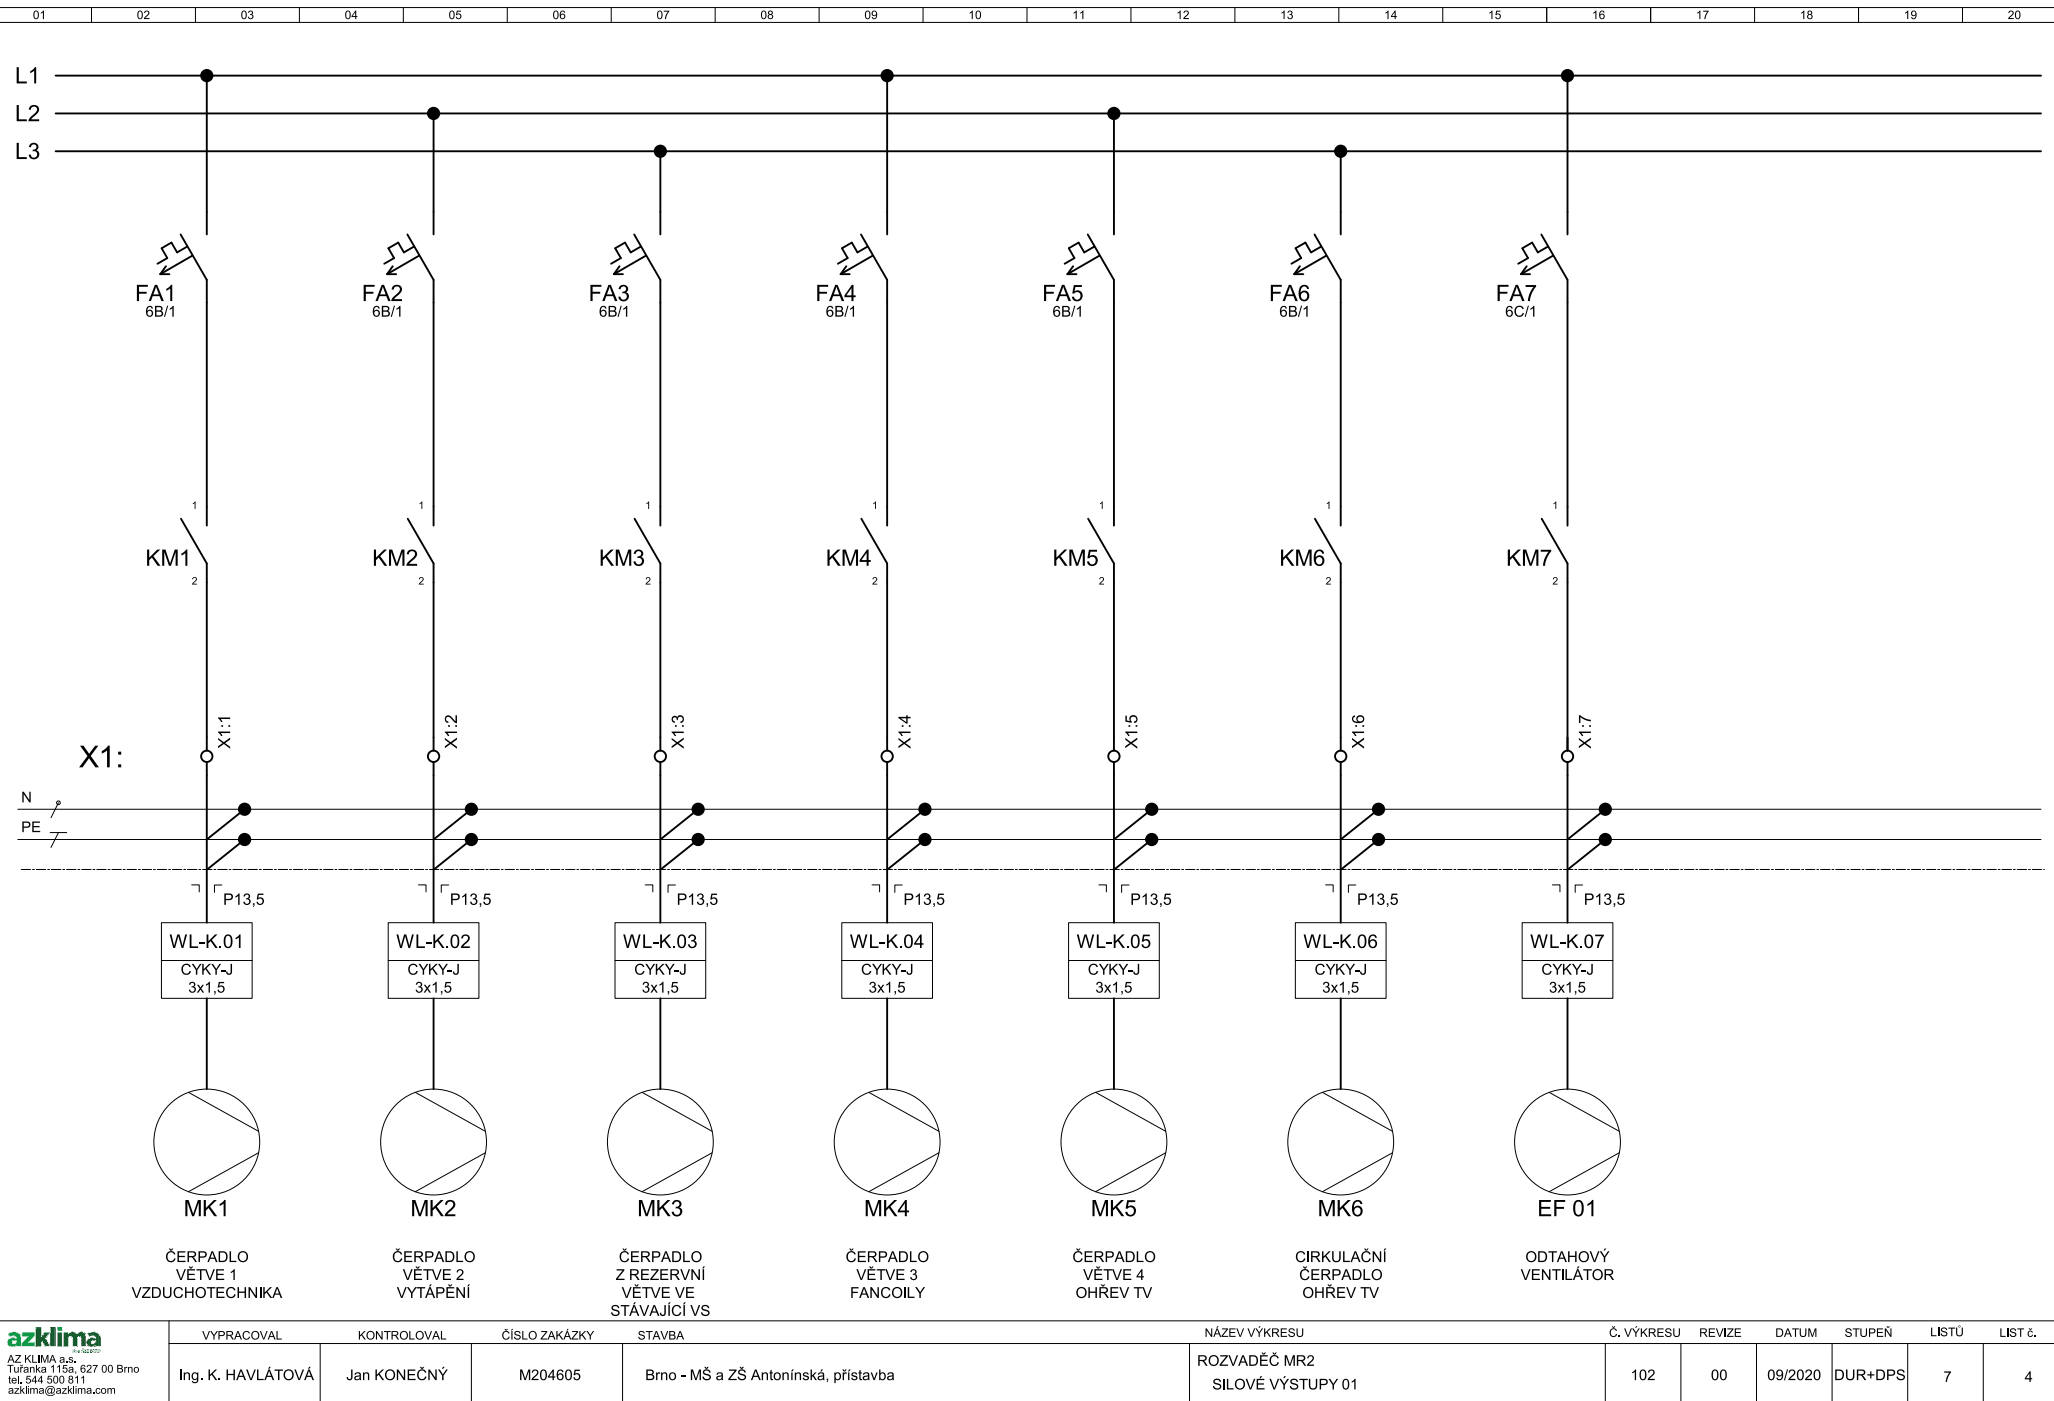 01 02 03 04 05 06 07 08 09 10 11 12 13 14 15 16 17 18 19 20
L1
L2
L3
FA1 FA2 FA3 FA4 FA5 FA6 FA7
6B/1 6B/1 6B/1 6B/1 6B/1 6B/1 6C/1
1 1 1 1 1 1 1
KM1 KM2 KM3 KM4 KM5 KM6 KM7
2 2 2 2 2 2 2
X1:1 X1:2 X1:3 X1:4 X1:5 X1:6 X1:7
X1:
N
PE
P13,5 P13,5 P13,5 P13,5 P13,5 P13,5 P13,5
WL-K.01 WL-K.02 WL-K.03 WL-K.04 WL-K.05 WL-K.06 WL-K.07
CYKY-J CYKY-J CYKY-J CYKY-J CYKY-J CYKY-J CYKY-J
3x1,5 3x1,5 3x1,5 3x1,5 3x1,5 3x1,5 3x1,5
MK1 MK2 MK3 MK4 MK5 MK6 EF 01
ČERPADLO
VĚTVE 1
VZDUCHOTECHNIKA
ČERPADLO
VĚTVE 2
VYTÁPĚNÍ
ČERPADLO
Z REZERVNÍ
VĚTVE VE
STÁVAJÍCÍ VS
ČERPADLO
VĚTVE 3
FANCOILY
ČERPADLO
VĚTVE 4
OHŘEV TV
CIRKULAČNÍ
ČERPADLO
OHŘEV TV
ODTAHOVÝ
VENTILÁTOR
azklima
AZ KLIMA a.s.
Tuřanka 115a, 627 00 Brno
tel. 544 500 811
azklima@azklima.com
VYPRACOVAL
Ing. K. HAVLÁTOVÁ
KONTROLOVAL
Jan KONEČNÝ
ČÍSLO ZAKÁZKY
M204605
STAVBA
Brno - MŠ a ZŠ Antonínská, přístavba
NÁZEV VÝKRESU
ROZVADĚČ MR2
SILOVÉ VÝSTUPY 01
Č. VÝKRESU
102
REVIZE
00
DATUM
09/2020
STUPEŇ
DUR+DPS
LISTŮ
7
LIST č.
4